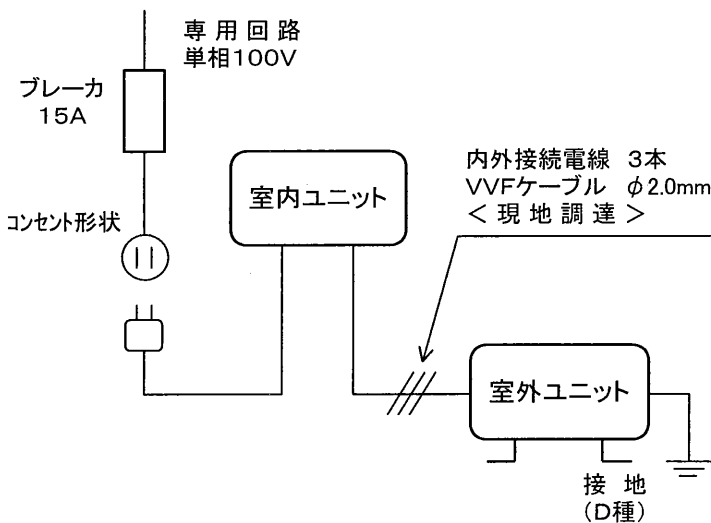 専用回路
単相100V
ブレーカ
15A
コンセント形状
室内ユニット
内外接続電線 3本
VVFケーブル φ2.0mm
<現地調達>
室外ユニット
接地
(D種)